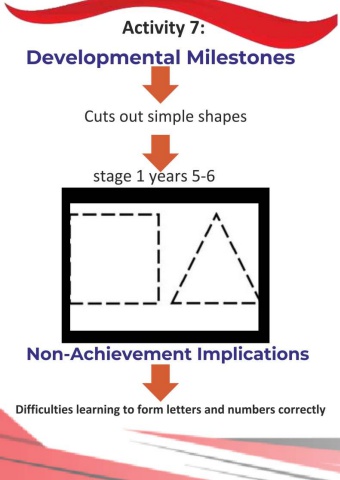 Activity 7:
Developmental Milestones
Cuts out simple shapes
stage 1 years 5-6
Non-Achievement Implications
Difficulties learning to form letters and numbers correctly